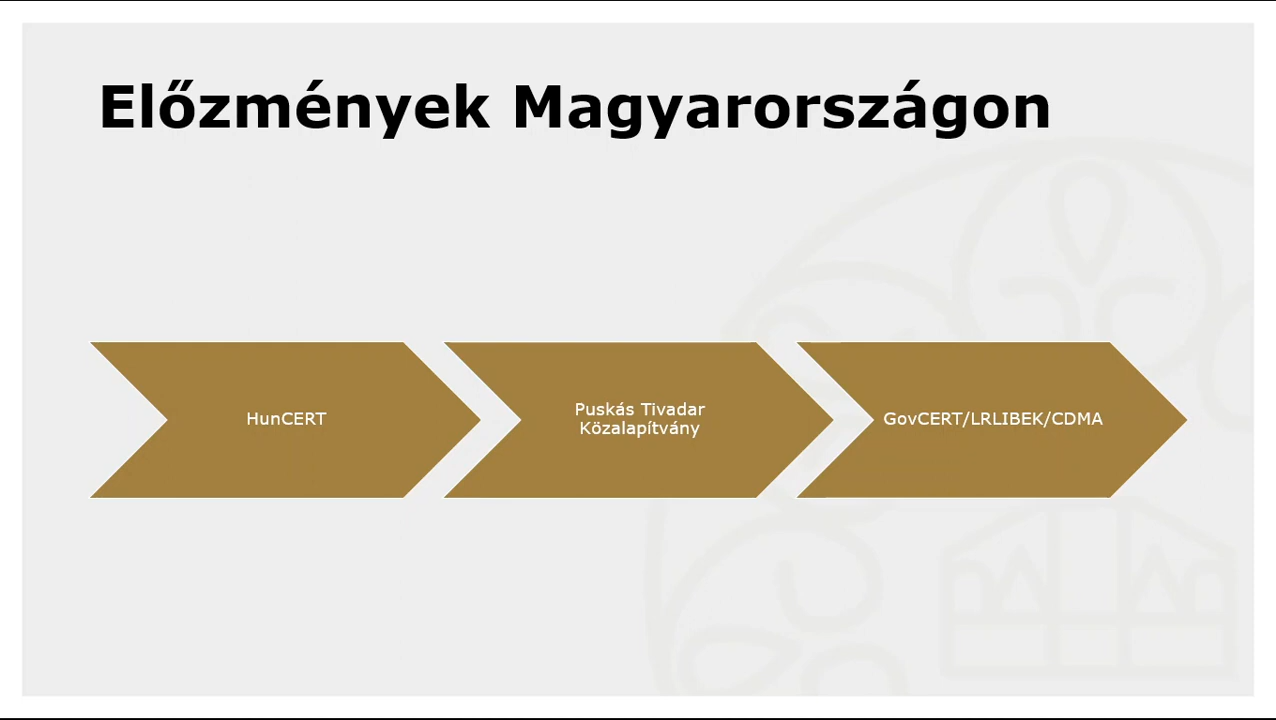 Előzmények Magyarországon
HunCERT
Puskás Tivadar
Közalapítvány
GovCERT/LRLIBEK/CDMA